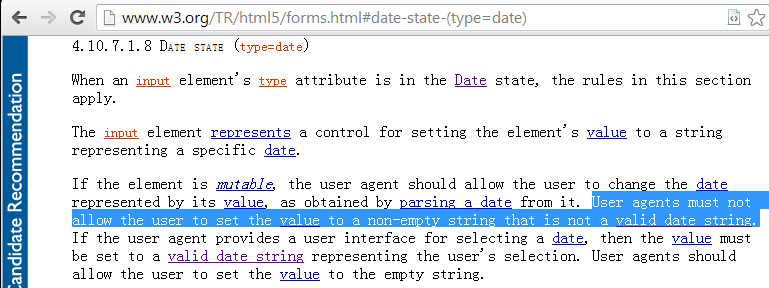 www.w3.org/TR/html5/forms.html#date-state-(type=date)
4.10.7.1.8 Date state (type=date)
When an input element's type attribute is in the Date state, the rules in this section
apply.
The input element represents a control for setting the element's value to a string
representing a specific date.
If the element is mutable, the user agent should allow the user to change the date
represented by its value, as obtained by parsing a date from it. User agents must not
allow the user to set the value to a non-empty string that is not a valid date string.
If the user agent provides a user interface for selecting a date, then the value must
be set to a valid date string representing the user's selection. User agents should
allow the user to set the value to the empty string.
Candidate Recommendation